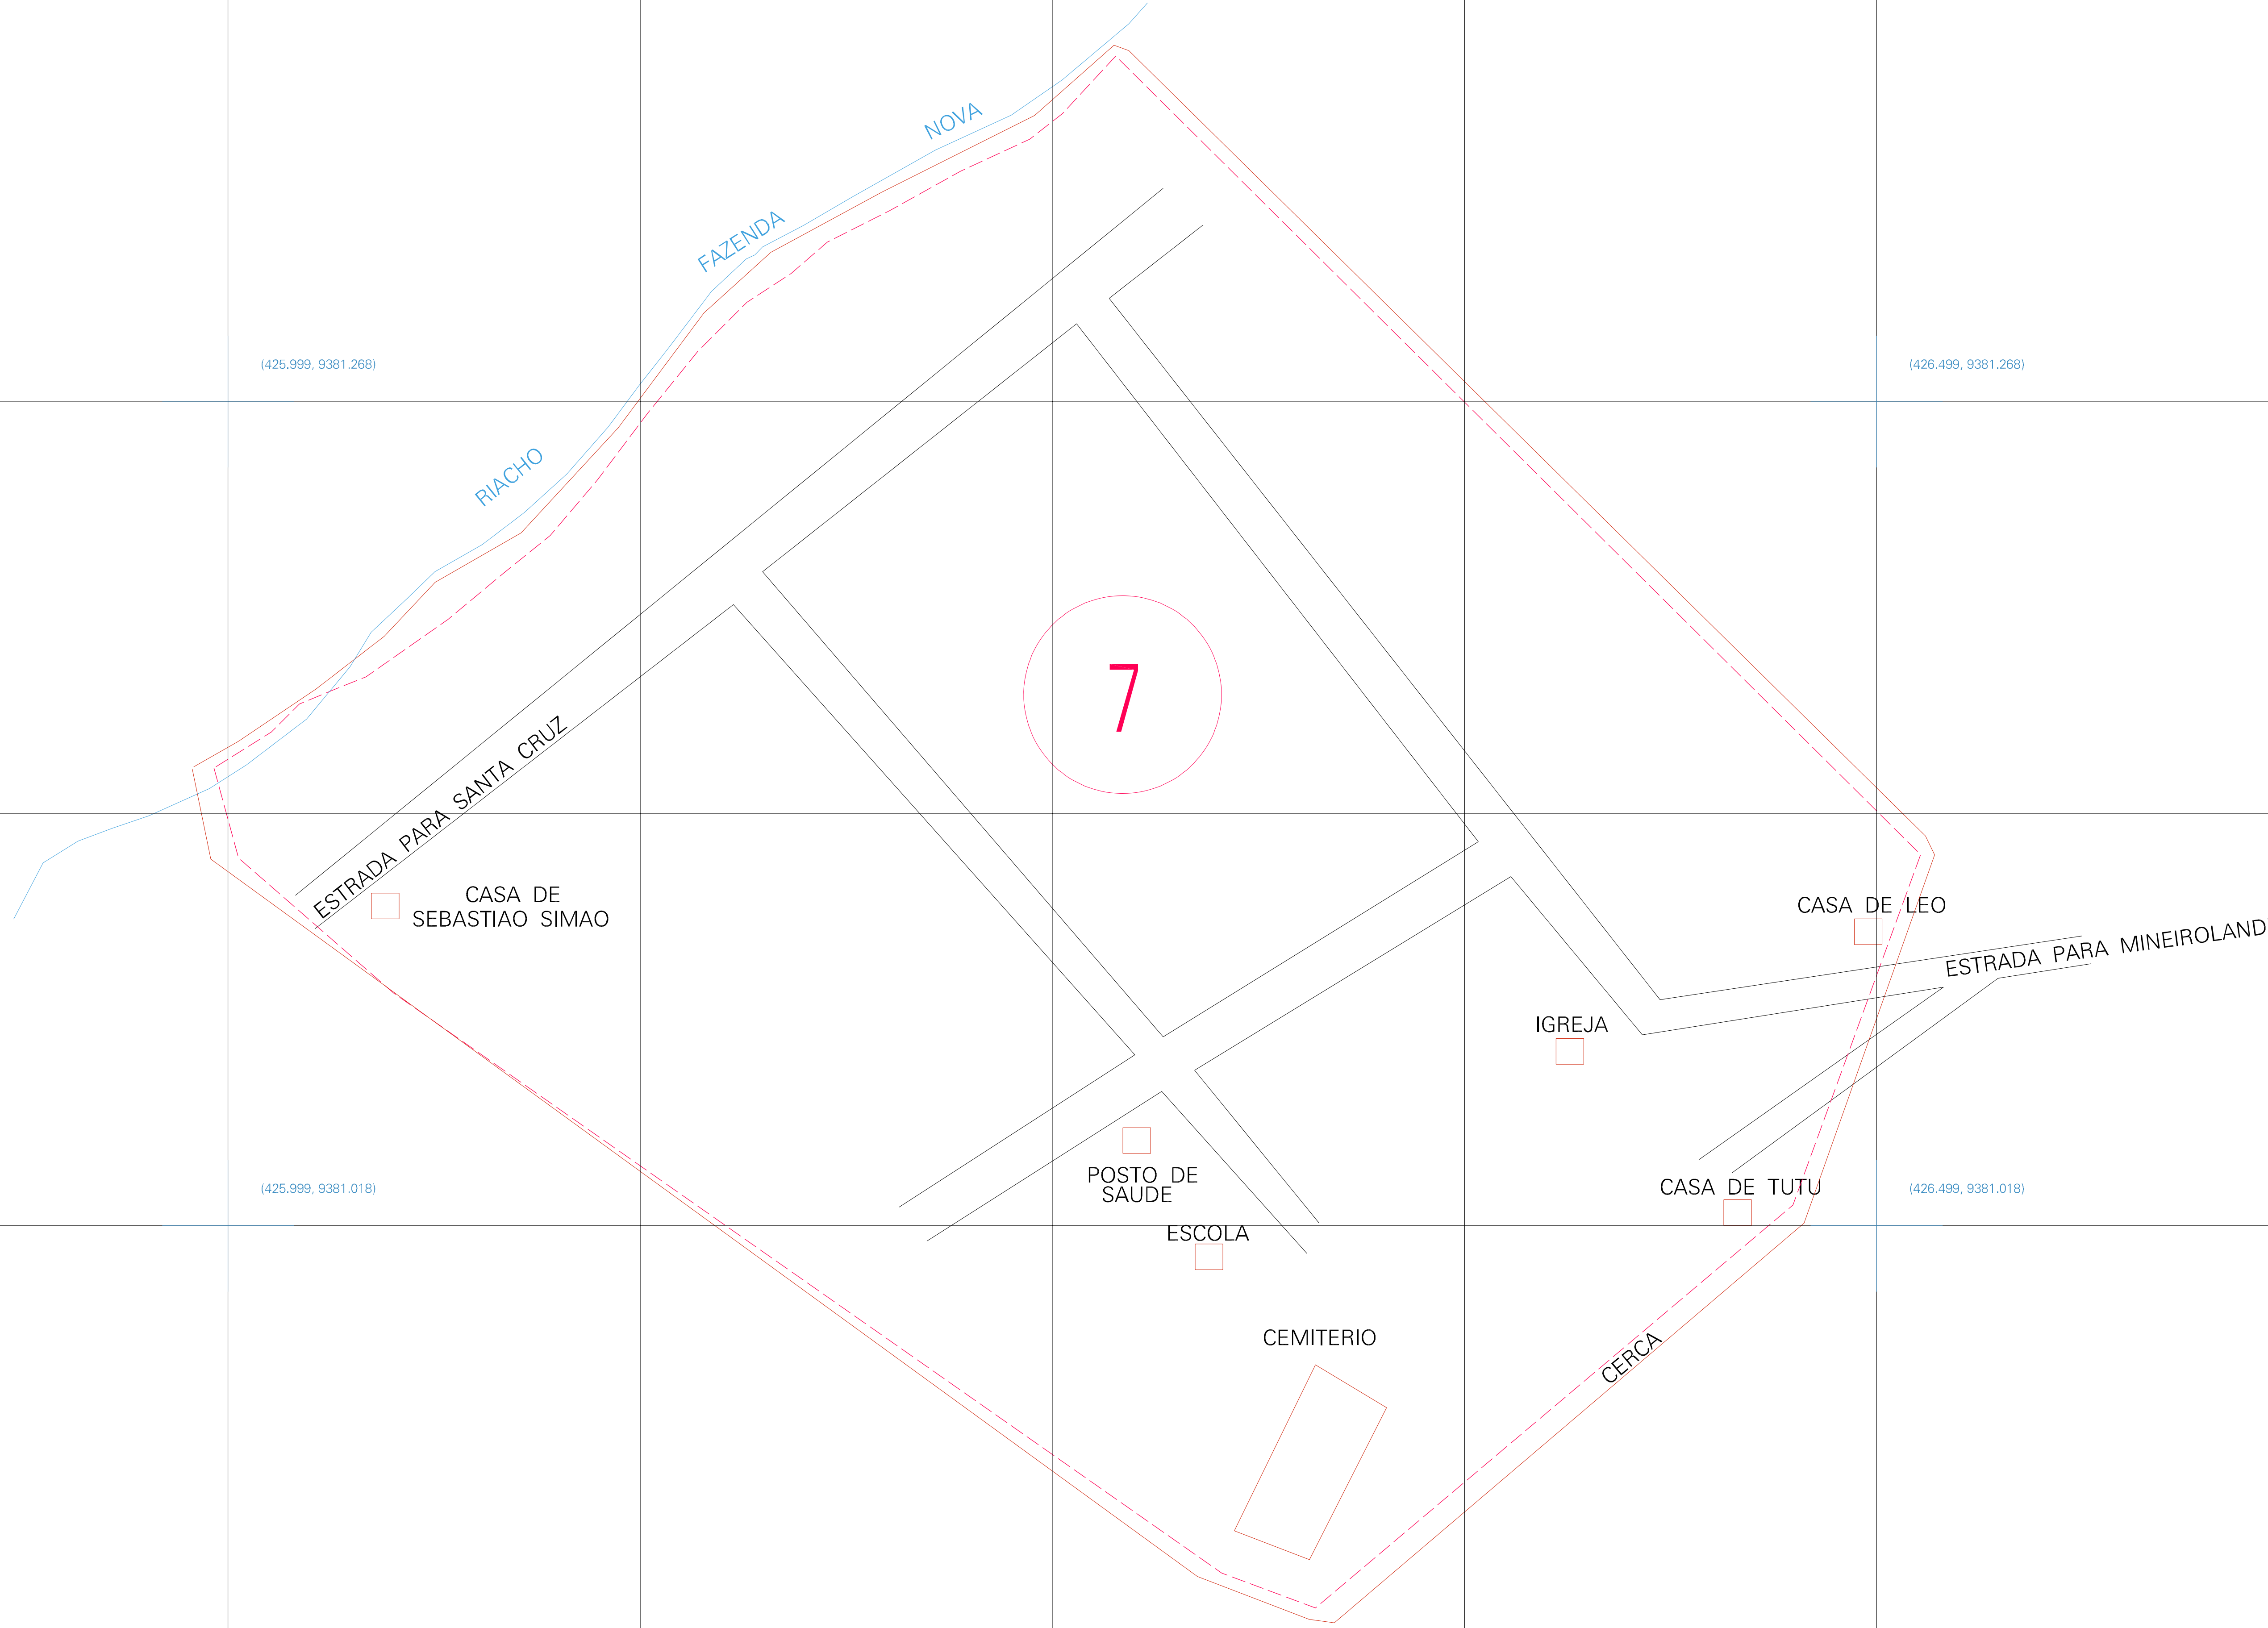 NOVA
FAZENDA
RIACHO
(425.999, 9381.268)
(426.499, 9381.268)
7
ESTRADA PARA SANTA CRUZ
CASA DE
SEBASTIAO SIMAO
CASA DE LEO
ESTRADA PARA MINEIROLAND
IGREJA
POSTO DE
SAUDE
CASA DE TUTU
(425.999, 9381.018)
(426.499, 9381.018)
ESCOLA
CEMITERIO
CERCA